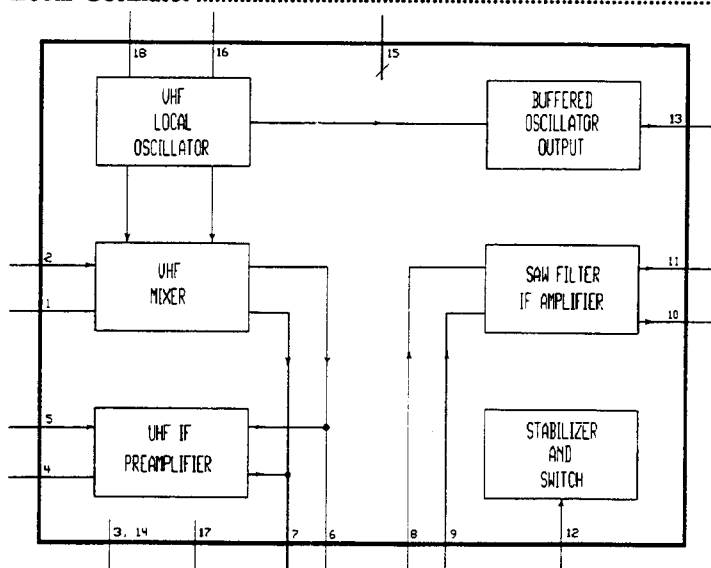 18
16
15
VHF
LOCAL
OSCILLATOR
BUFFERED
OSCILLATOR
OUTPUT
13
2
1
VHF
MIXER
SAW FILTER
IF AMPLIFIER
11
10
5
4
UHF IF
PREAMPLIFIER
STABILIZER
AND
SWITCH
3, 14
17
7
6
8
9
12